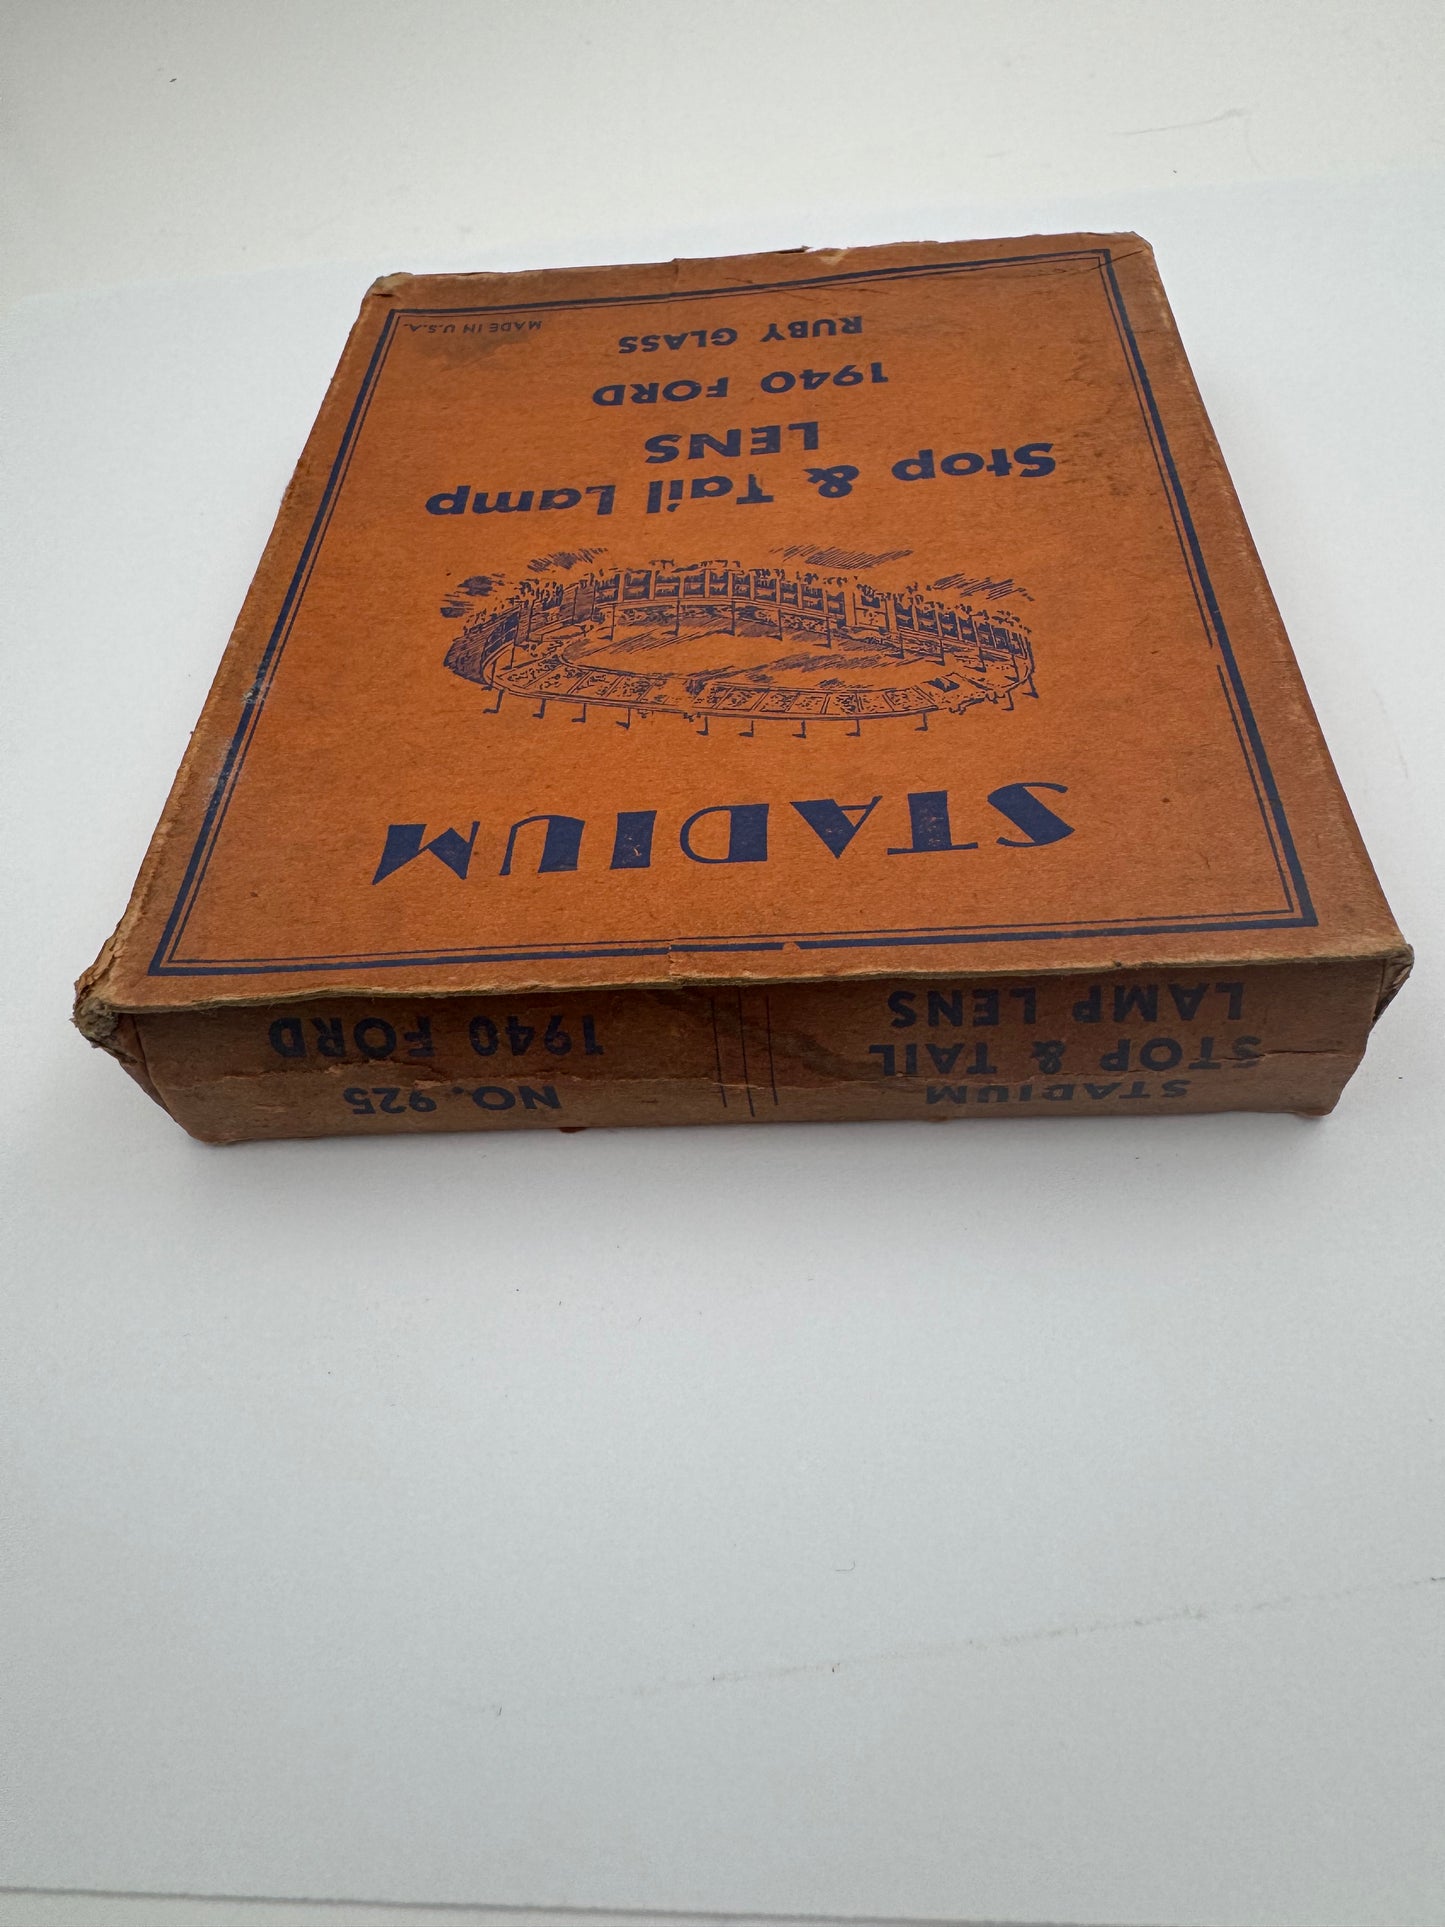 STADIUM
Stop & Tail Lamp
LENS
1940 FORD
RUBY GLASS
MADE IN U.S.A.
STADIUM
STOP & TAIL
LAMP LENS
NO. 925
1940 FORD